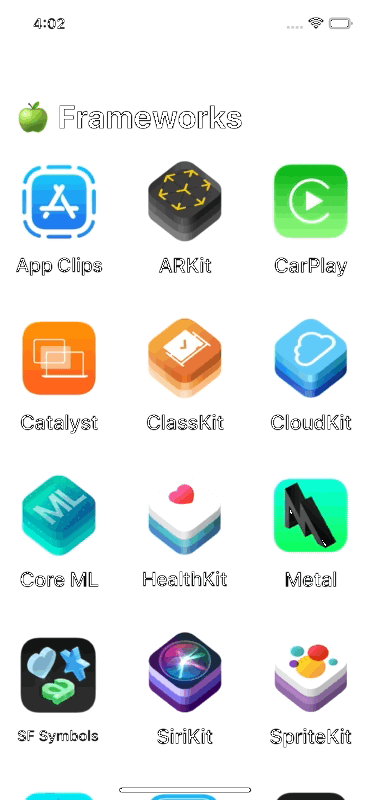 4:02
🍏 Frameworks
App Clips ARKit CarPlay
Catalyst ClassKit CloudKit
ML
Core ML HealthKit Metal
a
SF Symbols SiriKit SpriteKit